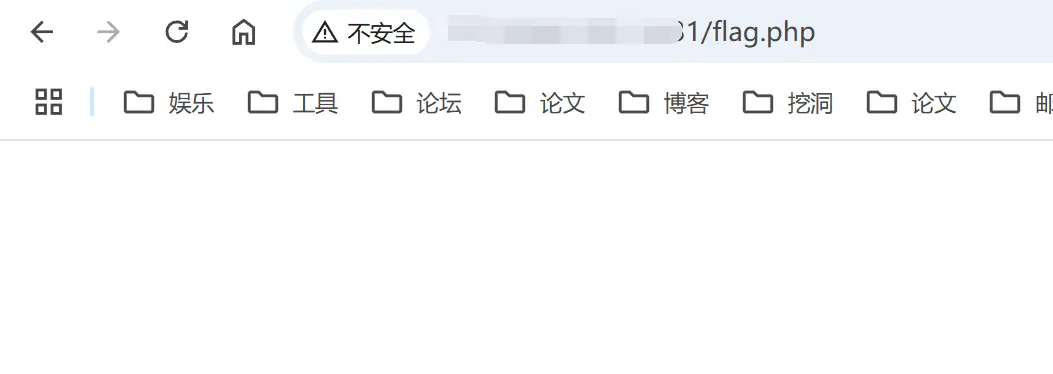 不安全 1/flag.php
娱乐 工具 论坛 论文 博客 挖洞 论文 邮